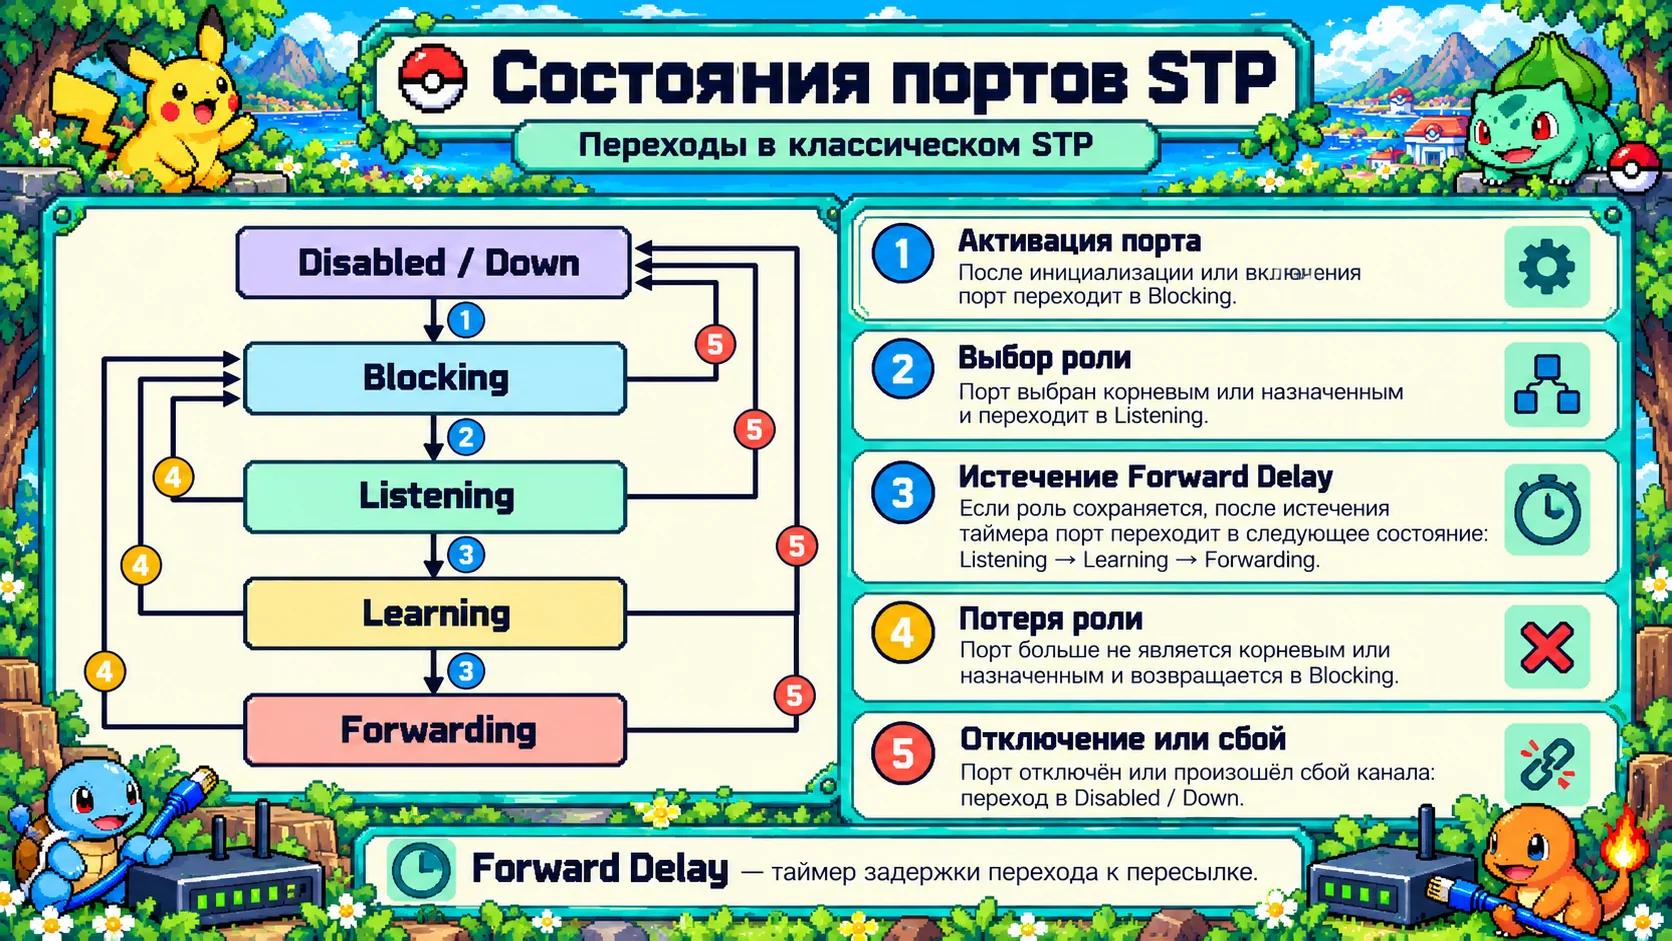 Состояния портов STP
Переходы в классическом STP
Disabled / Down
1
Blocking
5
2
5
4
Listening
3
5
4
Learning
4
3
5
Forwarding
1
Активация порта
После инициализации или включения
порт переходит в Blocking.
2
Выбор роли
Порт выбран корневым или назначенным
и переходит в Listening.
3
Истечение Forward Delay
Если роль сохраняется, после истечения
таймера порт переходит в следующее состояние:
Listening → Learning → Forwarding.
4
Потеря роли
Порт больше не является корневым или
назначенным и возвращается в Blocking.
5
Отключение или сбой
Порт отключён или произошёл сбой канала:
переход в Disabled / Down.
Forward Delay — таймер задержки перехода к пересылке.